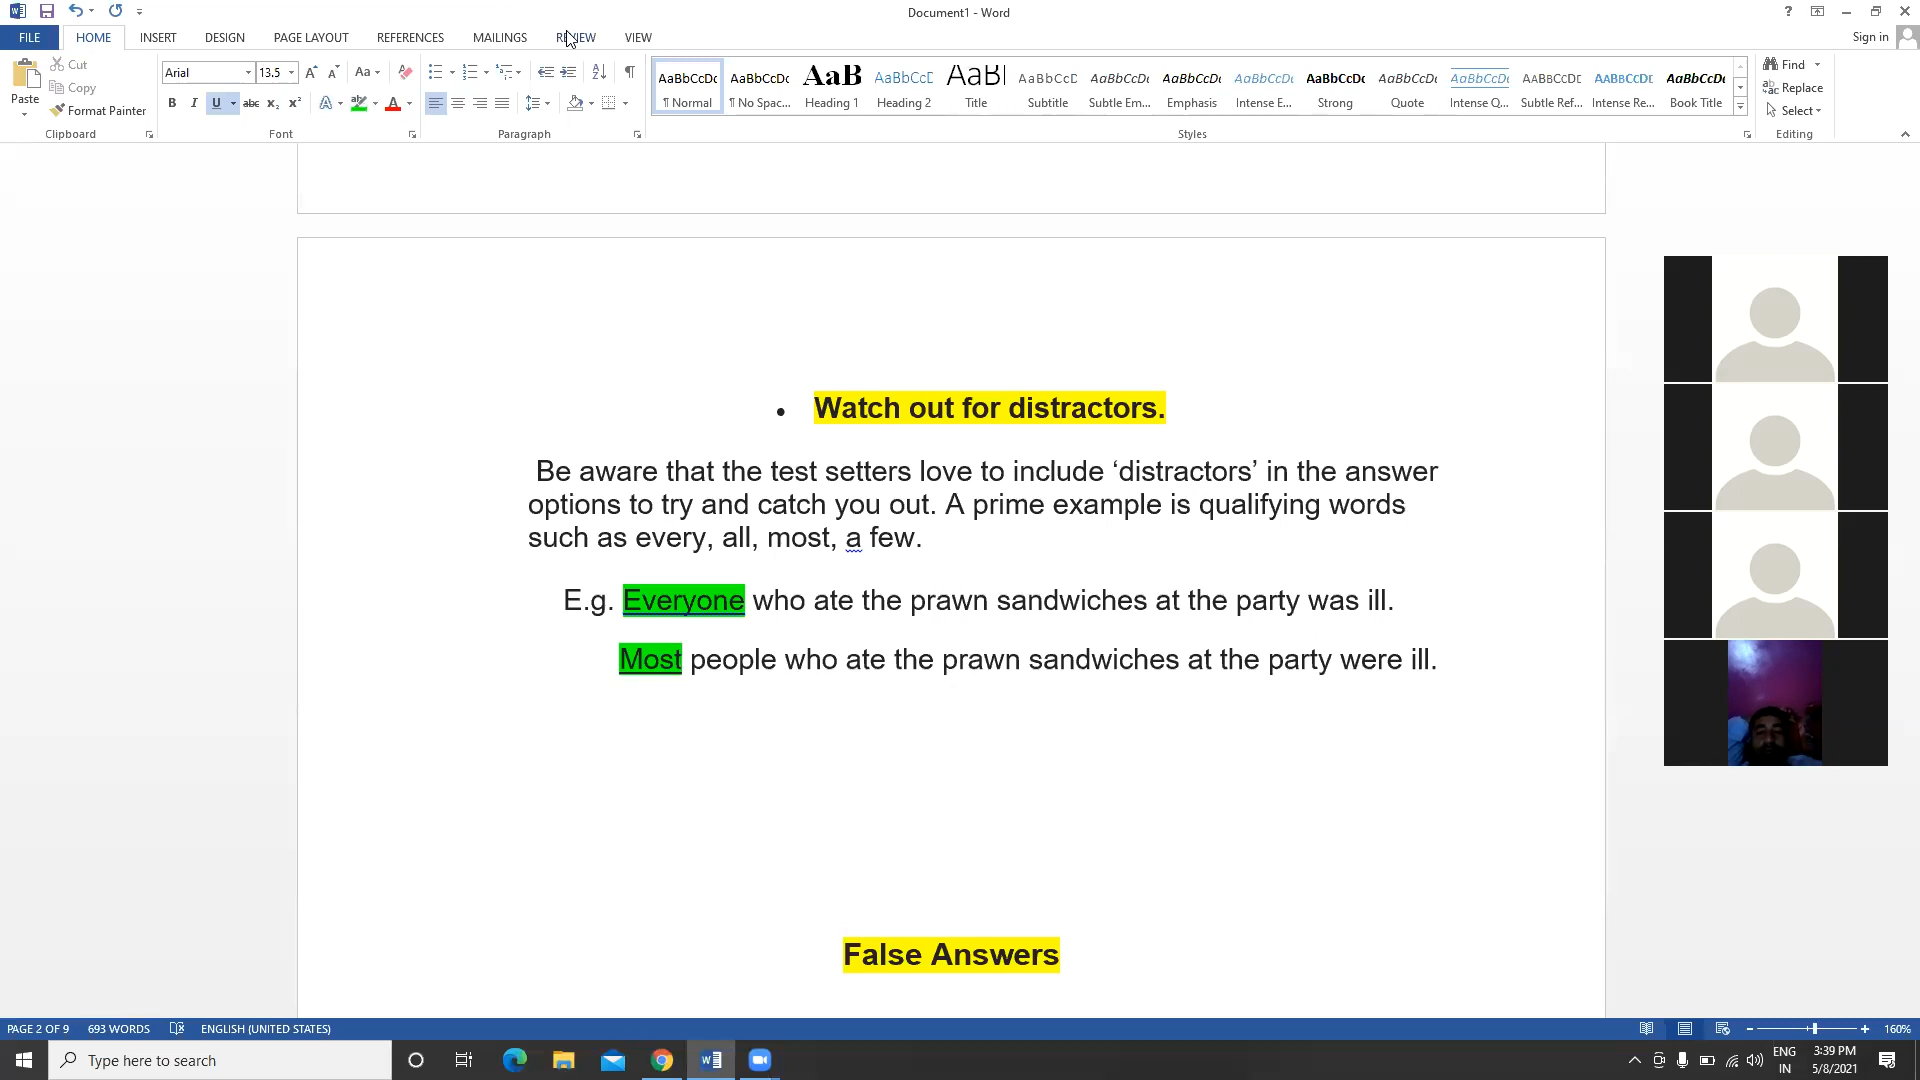 Document1 - Word
FILE HOME INSERT DESIGN PAGE LAYOUT REFERENCES MAILINGS REVIEW VIEW Sign in
Paste Cut Copy Format Painter Clipboard
Arial 13.5 Font
Paragraph
AaBbCcDc ¶ Normal
AaBbCcDc ¶ No Spac...
AaB Heading 1
AaBbCcD Heading 2
AaB Title
AaBbCcD Subtitle
AaBbCcDc Subtle Em...
AaBbCcDc Emphasis
AaBbCcDc Intense E...
AaBbCcDc Strong
AaBbCcDc Quote
AaBbCcDc Intense Q...
AABBCCDE Subtle Ref...
AABBCCDE Intense Re...
AaBbCcDc Book Title
Styles
Find Replace Select Editing
• Watch out for distractors.
Be aware that the test setters love to include ‘distractors’ in the answer
options to try and catch you out. A prime example is qualifying words
such as every, all, most, a few.
E.g. Everyone who ate the prawn sandwiches at the party was ill.
Most people who ate the prawn sandwiches at the party were ill.
False Answers
PAGE 2 OF 9 693 WORDS ENGLISH (UNITED STATES) 160%
Type here to search
ENG 3:39 PM
IN 5/8/2021